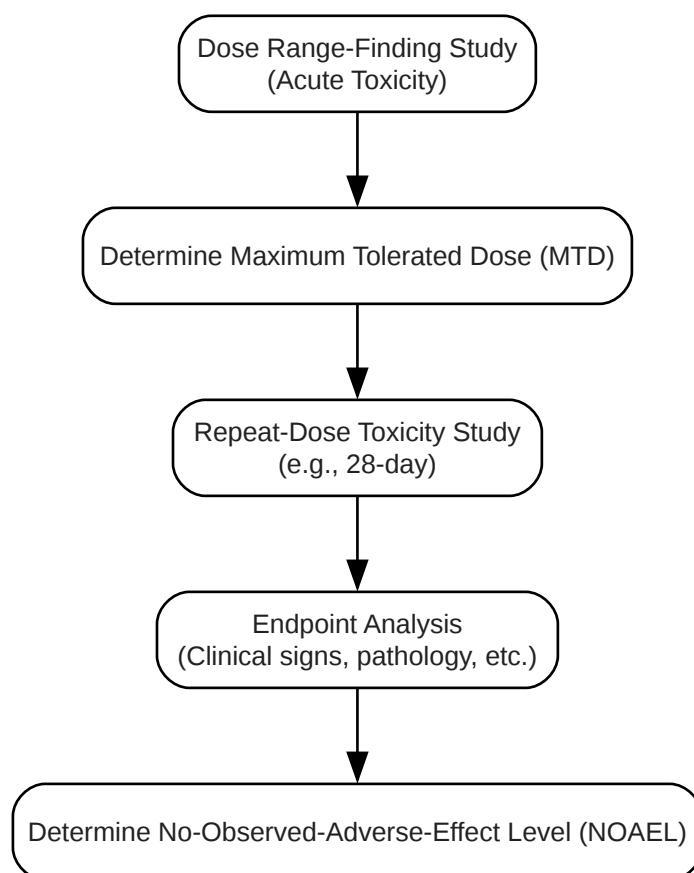 Dose Range-Finding Study
(Acute Toxicity)
Determine Maximum Tolerated Dose (MTD)
Repeat-Dose Toxicity Study
(e.g., 28-day)
Endpoint Analysis
(Clinical signs, pathology, etc.)
Determine No-Observed-Adverse-Effect Level (NOAEL)